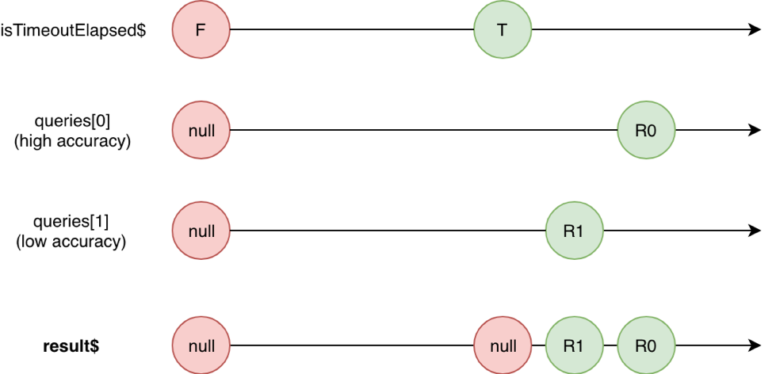 isTimeoutElapsed$
F
T
queries[0]
(high accuracy)
null
R0
queries[1]
(low accuracy)
null
R1
result$
null
null
R1
R0